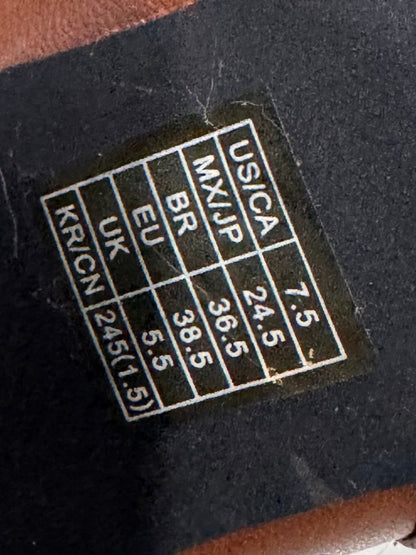 US/CA 7.5
MX/JP 24.5
BR 36.5
EU 38.5
UK 5.5
KR/CN 245(1.5)